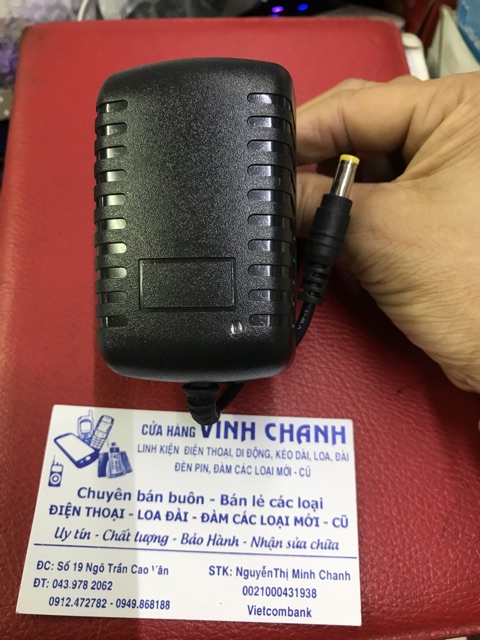 CỬA HÀNG VINH CHANH
LINH KIỆN ĐIỆN THOẠI, DI ĐỘNG, KÉO DÀI, LOA, ĐÀI
ĐÈN PIN, ĐÀM CÁC LOẠI MỚI - CŨ
Chuyên bán buôn - Bán lẻ các loại
ĐIỆN THOẠI - LOA ĐÀI - ĐÀM CÁC LOẠI MỚI - CŨ
Uy tín - Chất lượng - Bảo Hành - Nhận sửa chữa
ĐC: Số 19 Ngõ Trần Cao Vân
ĐT: 043.978 2062
0912.472782 - 0949.868188
STK: NguyễnThị Minh Chanh
0021000431938
Vietcombank